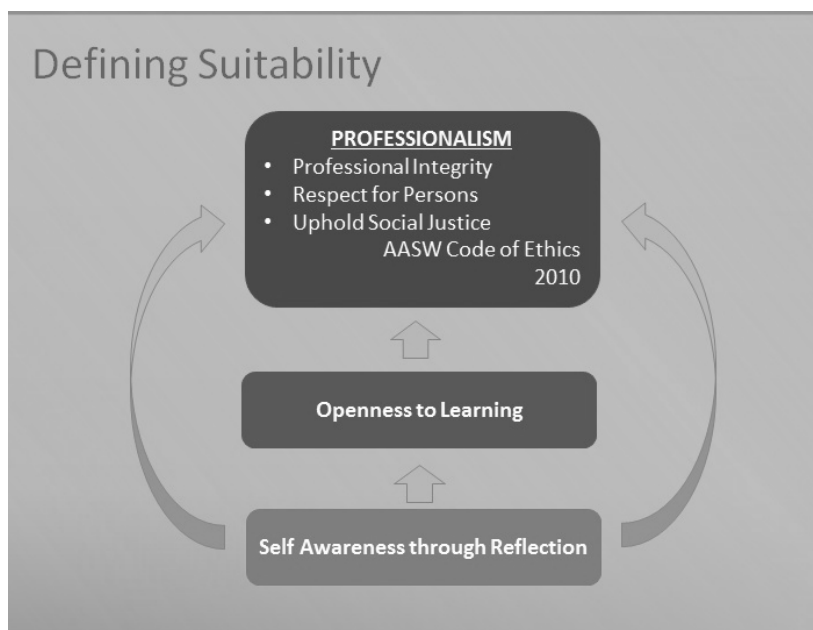 Defining Suitability
PROFESSIONALISM
• Professional Integrity
• Respect for Persons
• Uphold Social Justice
AASW Code of Ethics
2010
Openness to Learning
Self Awareness through Reflection